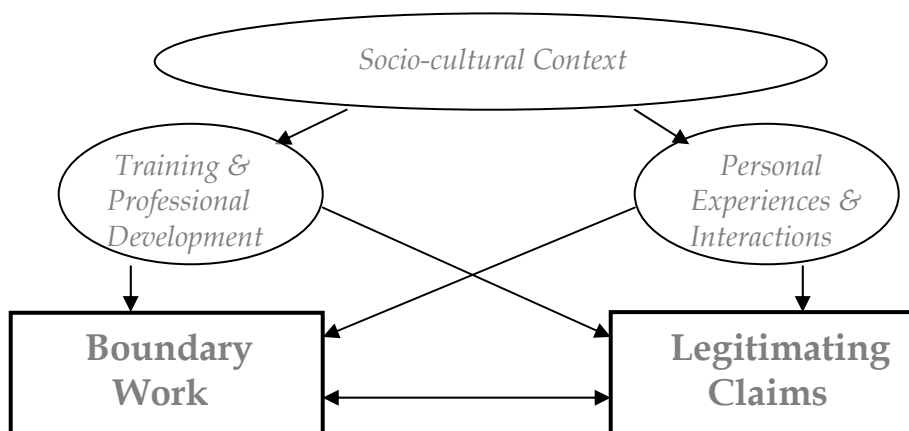 Socio-cultural Context
Training &
Professional
Development
Personal
Experiences &
Interactions
Boundary
Work
Legitimating
Claims